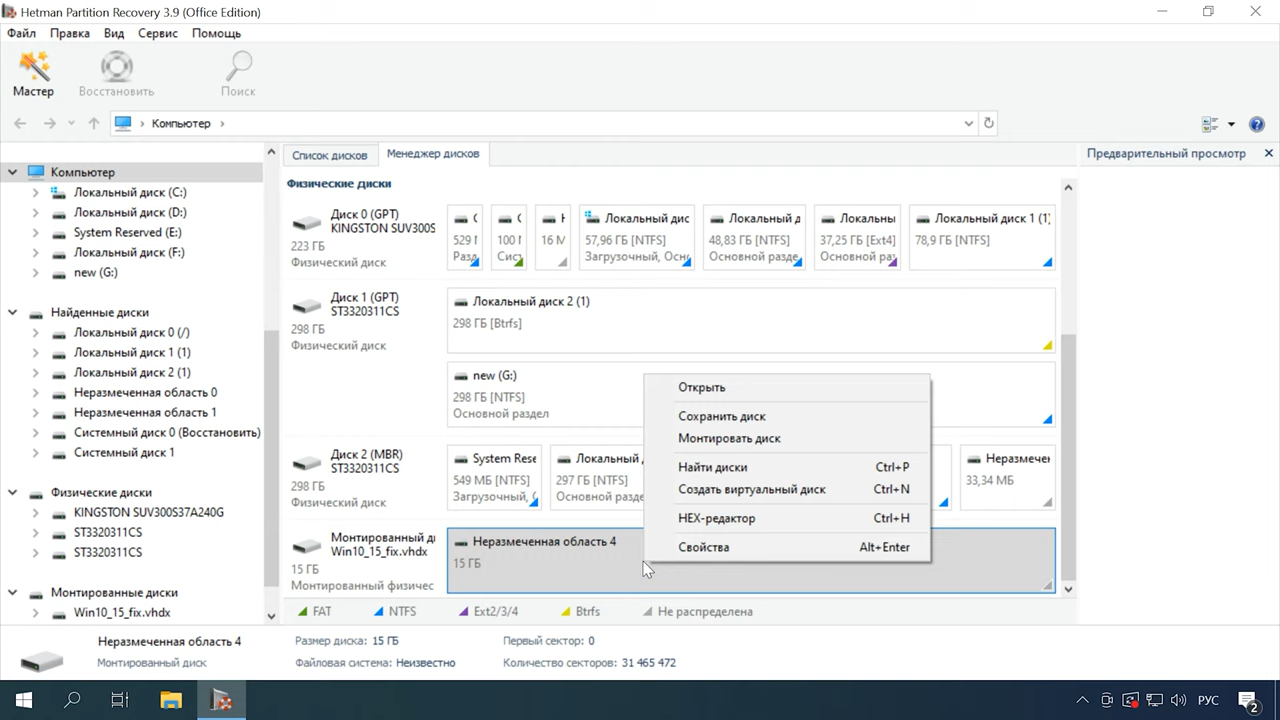 Hetman Partition Recovery 3.9 (Office Edition)
Файл Правка Вид Сервис Помощь
Мастер Восстановить Поиск
Компьютер
Список дисков Менеджер дисков
Предварительный просмотр
Компьютер
Локальный диск (C:)
Локальный диск (D:)
System Reserved (E:)
Локальный диск (F:)
new (G:)
Найденные диски
Локальный диск 0 (/)
Локальный диск 1 (1)
Локальный диск 2 (1)
Неразмеченная область 0
Неразмеченная область 1
Системный диск 0 (Восстановить)
Системный диск 1
Физические диски
KINGSTON SUV300S37A240G
ST3320311CS
ST3320311CS
Монтированные диски
Win10_15_fix.vhdx
Физические диски
Диск 0 (GPT)
KINGSTON SUV300S
223 ГБ
Физический диск
529
Разд
100
Сис
16 М
Локальный дис
57,96 ГБ [NTFS]
Загрузочный, Осн
Локальный д
48,83 ГБ [NTFS]
Основной разде
Локальны
37,25 ГБ [Ext4]
Основной раз
Локальный диск 1 (1)
78,9 ГБ [NTFS]
Диск 1 (GPT)
ST3320311CS
298 ГБ
Физический диск
Локальный диск 2 (1)
298 ГБ [Btrfs]
new (G:)
298 ГБ [NTFS]
Основной раздел
Диск 2 (MBR)
ST3320311CS
298 ГБ
Физический диск
System Rese
549 МБ [NTFS]
Загрузочный,
Локальный
297 ГБ [NTFS]
Основной разде
Неразмечен
33,34 МБ
Монтированный ди
Win10_15_fix.vhdx
15 ГБ
Монтированный физичес
Неразмеченная область 4
15 ГБ
Открыть
Сохранить диск
Монтировать диск
Найти диски Ctrl+P
Создать виртуальный диск Ctrl+N
HEX-редактор Ctrl+H
Свойства Alt+Enter
FAT NTFS Ext2/3/4 Btrfs Не распределена
Неразмеченная область 4
Монтированный диск
Размер диска: 15 ГБ
Файловая система: Неизвестно
Первый сектор: 0
Количество секторов: 31 465 472
РУС
2